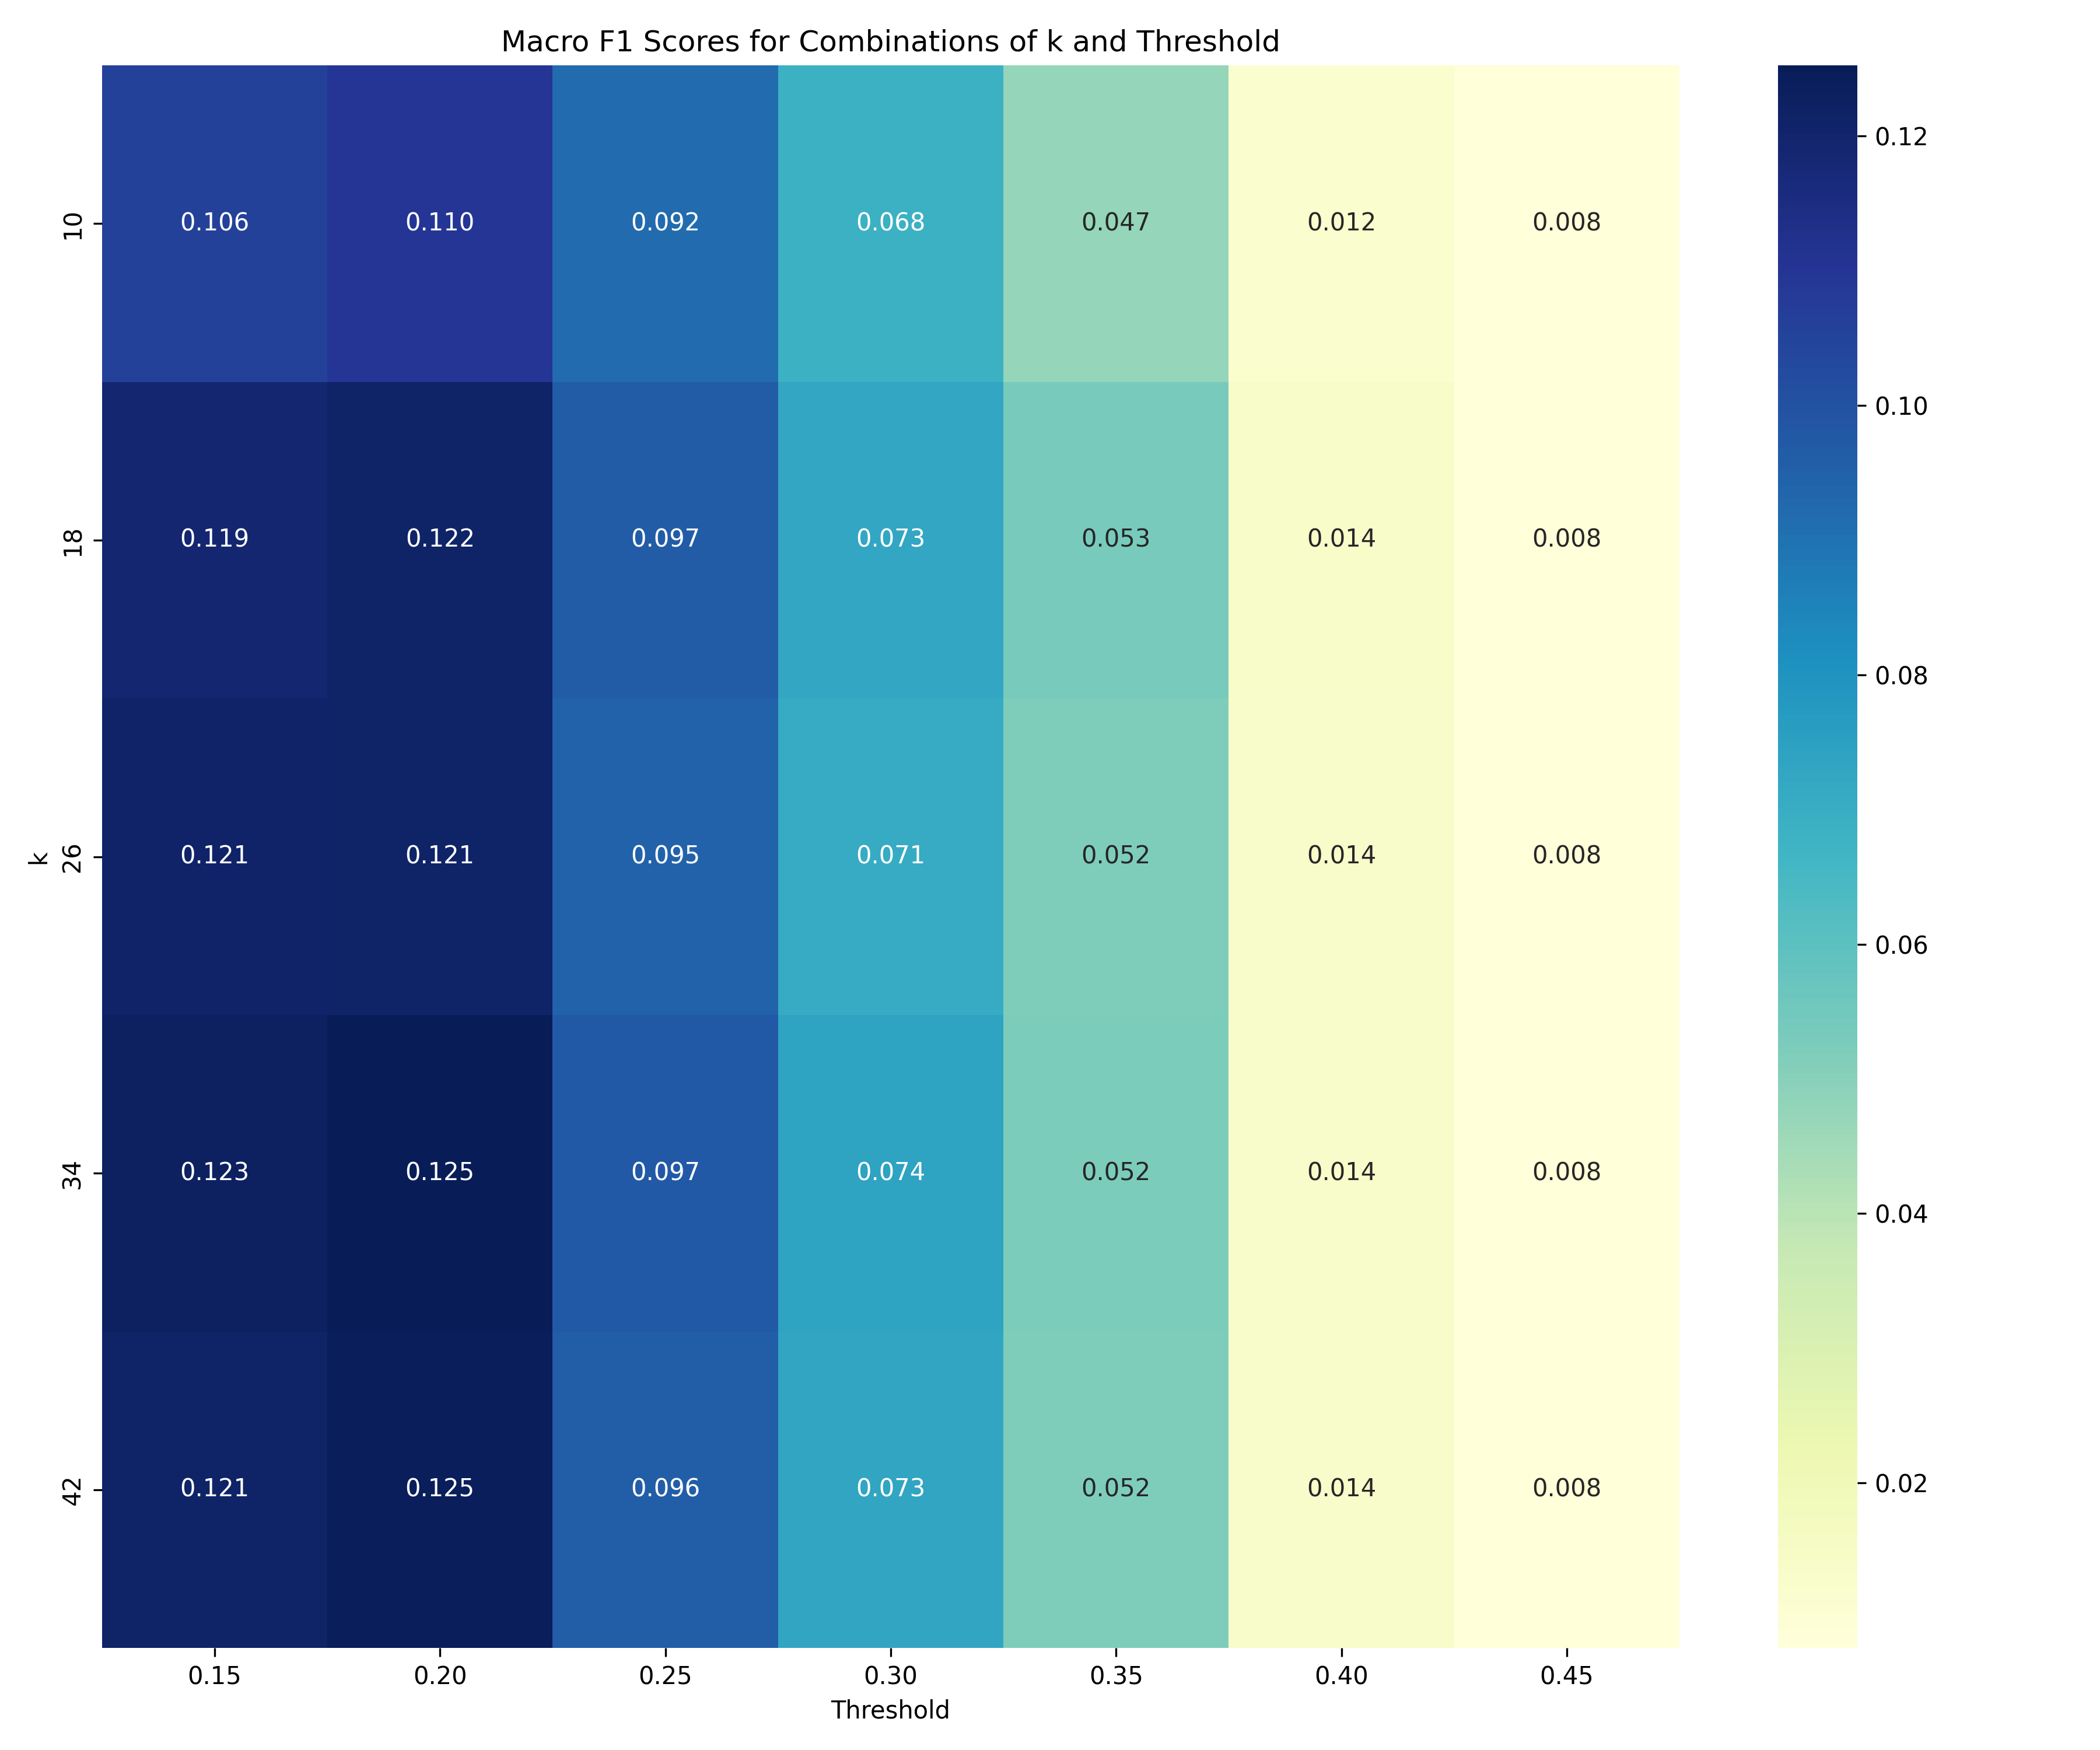 Macro F1 Scores for Combinations of k and Threshold
10 0.106 0.110 0.092 0.068 0.047 0.012 0.008
18 0.119 0.122 0.097 0.073 0.053 0.014 0.008
k
26 0.121 0.121 0.095 0.071 0.052 0.014 0.008
34 0.123 0.125 0.097 0.074 0.052 0.014 0.008
42 0.121 0.125 0.096 0.073 0.052 0.014 0.008
0.15 0.20 0.25 0.30 0.35 0.40 0.45
Threshold
0.12
0.10
0.08
0.06
0.04
0.02